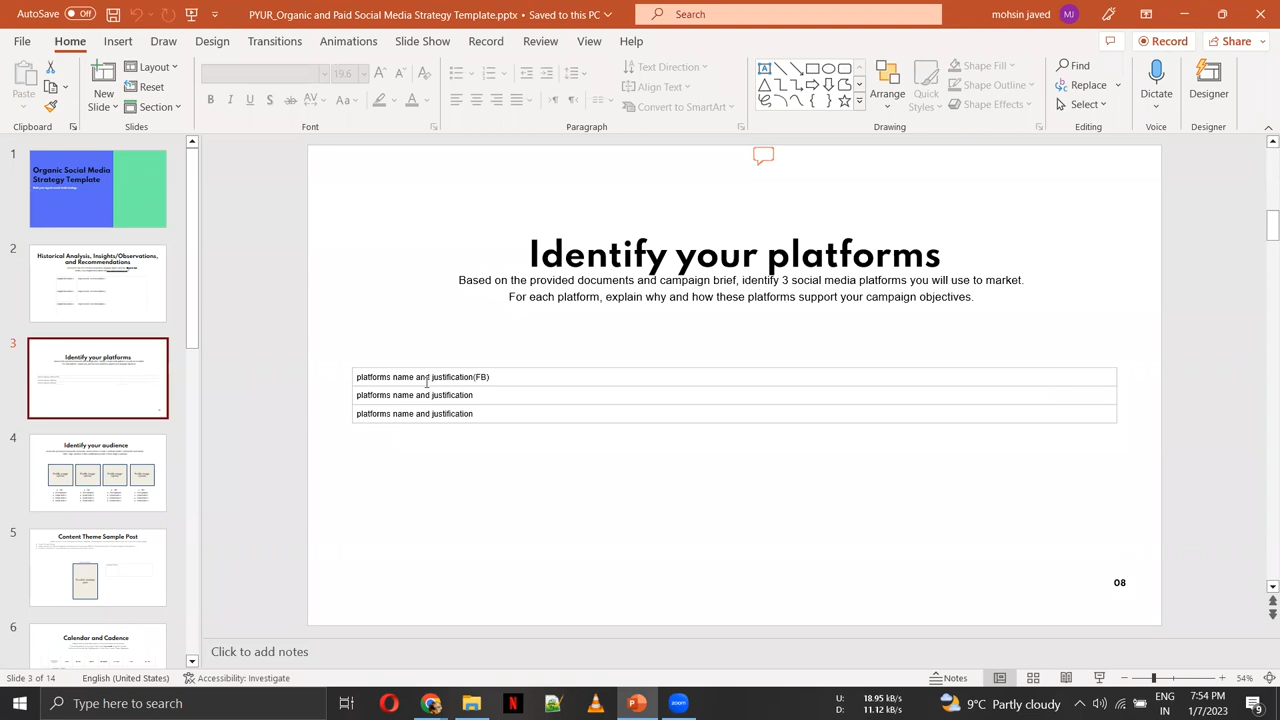 AutoSave Off
PYUR_Organic and Paid Strategy Template.pptx • Saved to this PC
Search
mohsin javed
MJ
File
Home
Insert
Draw
Design
Transitions
Animations
Slide Show
Record
Review
View
Help
Record
Share
Paste
Clipboard
New
Slide
Layout
Reset
Section
Slides
19.6
Font
Text Direction
Align Text
Convert to SmartArt
Paragraph
Arrange
Quick
Styles
Shape Fill
Shape Outline
Shape Effects
Drawing
Find
Replace
Select
Editing
Dictate
Voice
Designer
Designer
1
Organic Social Media
Strategy Template
2
Historical Analysis, Insights/Observations,
and Recommendations
3
Identify your platforms
4
Identify your audience
5
Content Theme Sample Post
6
Calendar and Cadence
Identify your platforms
Based on the provided documents and campaign brief, identify 3 social media platforms you will use to market.
For each platform, explain why and how these platforms support your campaign objectives.
platforms name and justification(FB)
platforms name and justification
platforms name and justification
08
Click to add notes
Slide 3 of 14
English (United States)
Accessibility: Investigate
Notes
54%
Type here to search
zoom
U: 18.95 kB/s
D: 11.12 kB/s
9°C Partly cloudy
ENG
IN
7:54 PM
1/7/2023
9